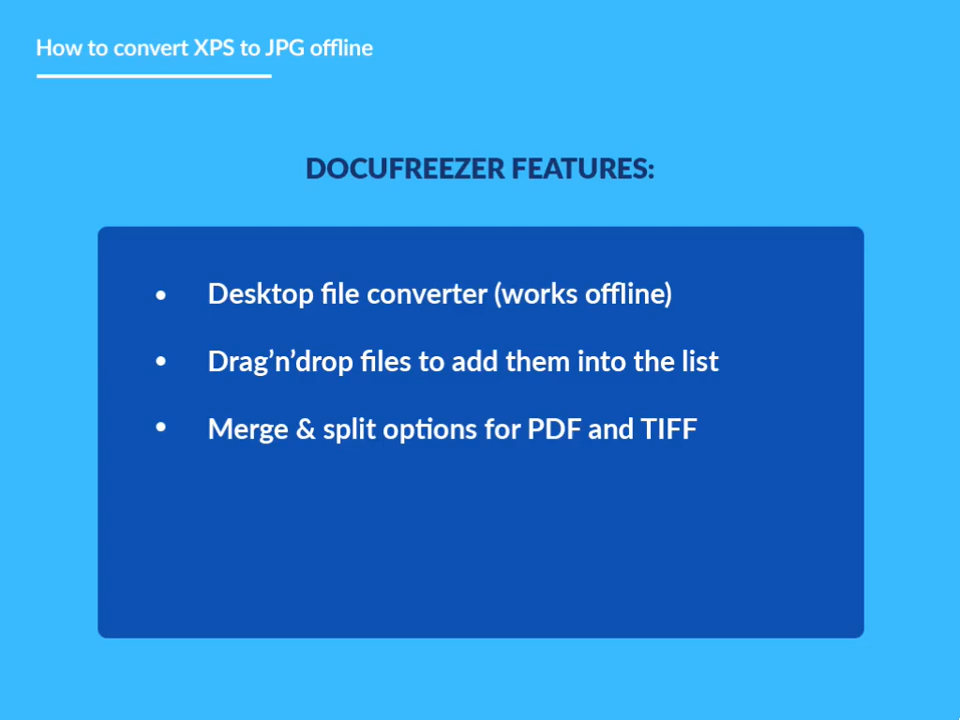 How to convert XPS to JPG offline
DOCUFREEZER FEATURES:
• Desktop file converter (works offline)
• Drag’n’drop files to add them into the list
• Merge & split options for PDF and TIFF